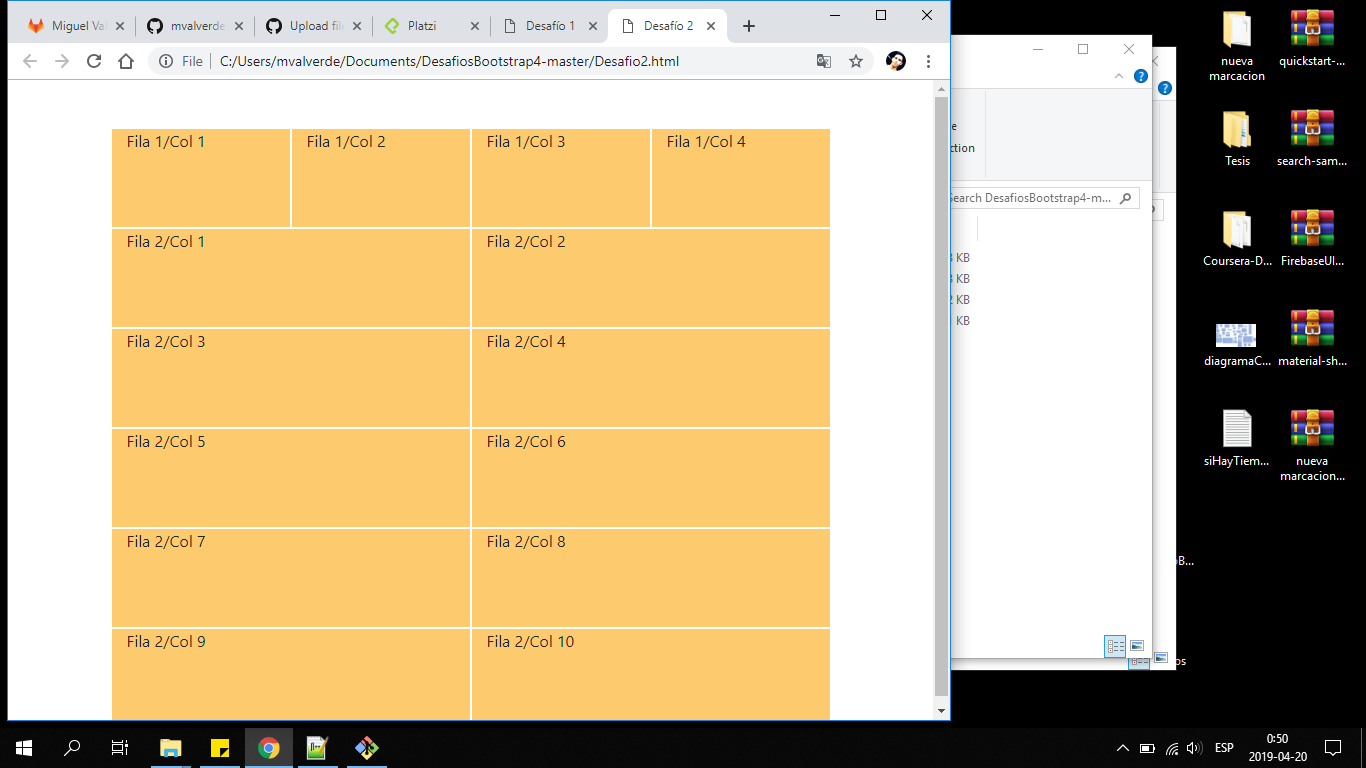 Miguel Val
mvalverde
Upload file
Platzi
Desafío 1
Desafío 2
File
C:/Users/mvalverde/Documents/DesafiosBootstrap4-master/Desafio2.html
Fila 1/Col 1
Fila 1/Col 2
Fila 1/Col 3
Fila 1/Col 4
Fila 2/Col 1
Fila 2/Col 2
Fila 2/Col 3
Fila 2/Col 4
Fila 2/Col 5
Fila 2/Col 6
Fila 2/Col 7
Fila 2/Col 8
Fila 2/Col 9
Fila 2/Col 10
Search DesafiosBootstrap4-m...
KB
KB
KB
KB
nueva
marcacion
quickstart-...
Tesis
search-sam...
Coursera-D...
FirebaseUI...
diagramaC...
material-sh...
siHayTiem...
nueva
marcacion...
ESP
0:50
2019-04-20